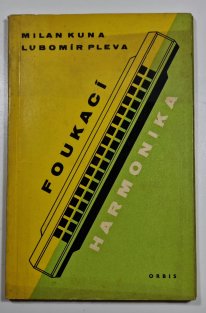 MILAN KUNA
LUBOMÍR PLEVA
FOUKACÍ
HARMONIKA
ORBIS